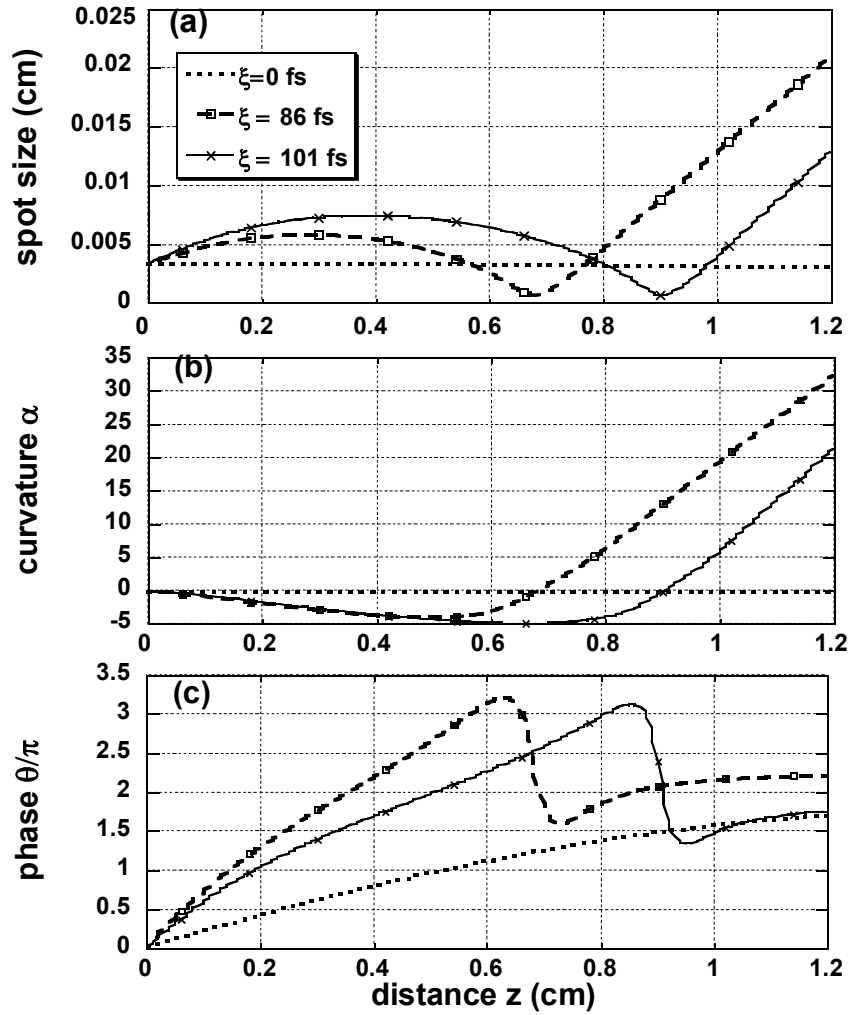 (a)
0.025
0.02
0.015
0.01
0.005
0
spot size (cm)
ξ=0 fs
ξ = 86 fs
ξ = 101 fs
0 0.2 0.4 0.6 0.8 1 1.2
(b)
35
30
25
20
15
10
5
0
-5
curvature α
0 0.2 0.4 0.6 0.8 1 1.2
(c)
3.5
3
2.5
2
1.5
1
0.5
0
phase θ/π
0 0.2 0.4 0.6 0.8 1 1.2
distance z (cm)